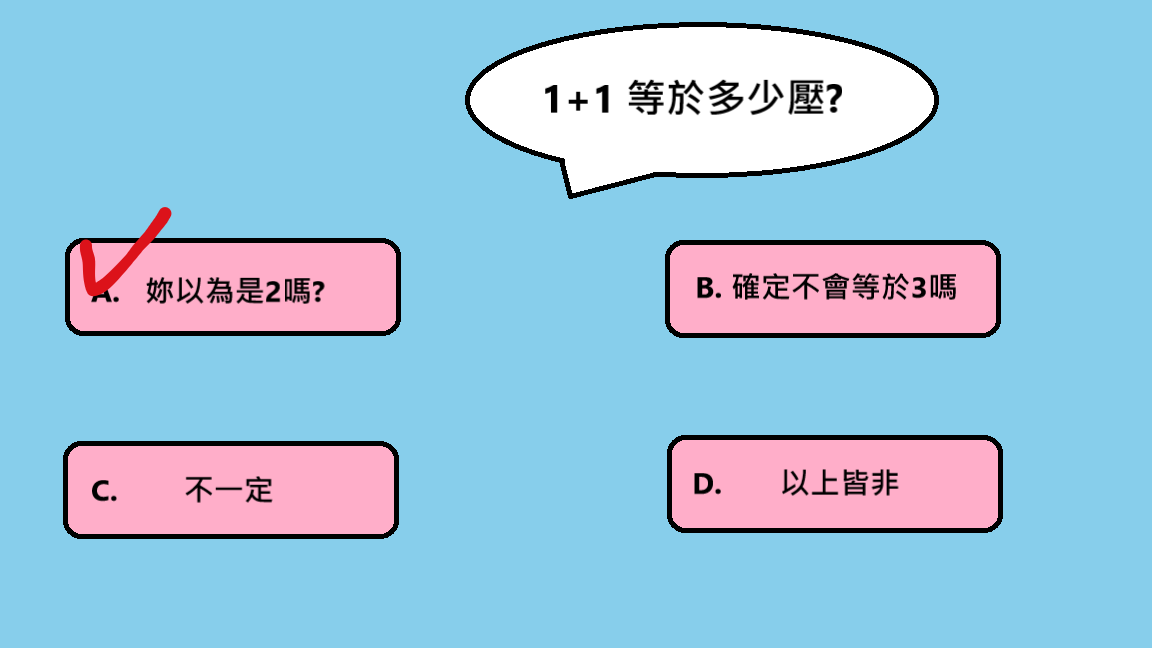 1+1 等於多少壓?
A. 妳以為是2嗎?
B. 確定不會等於3嗎
C. 不一定
D. 以上皆非